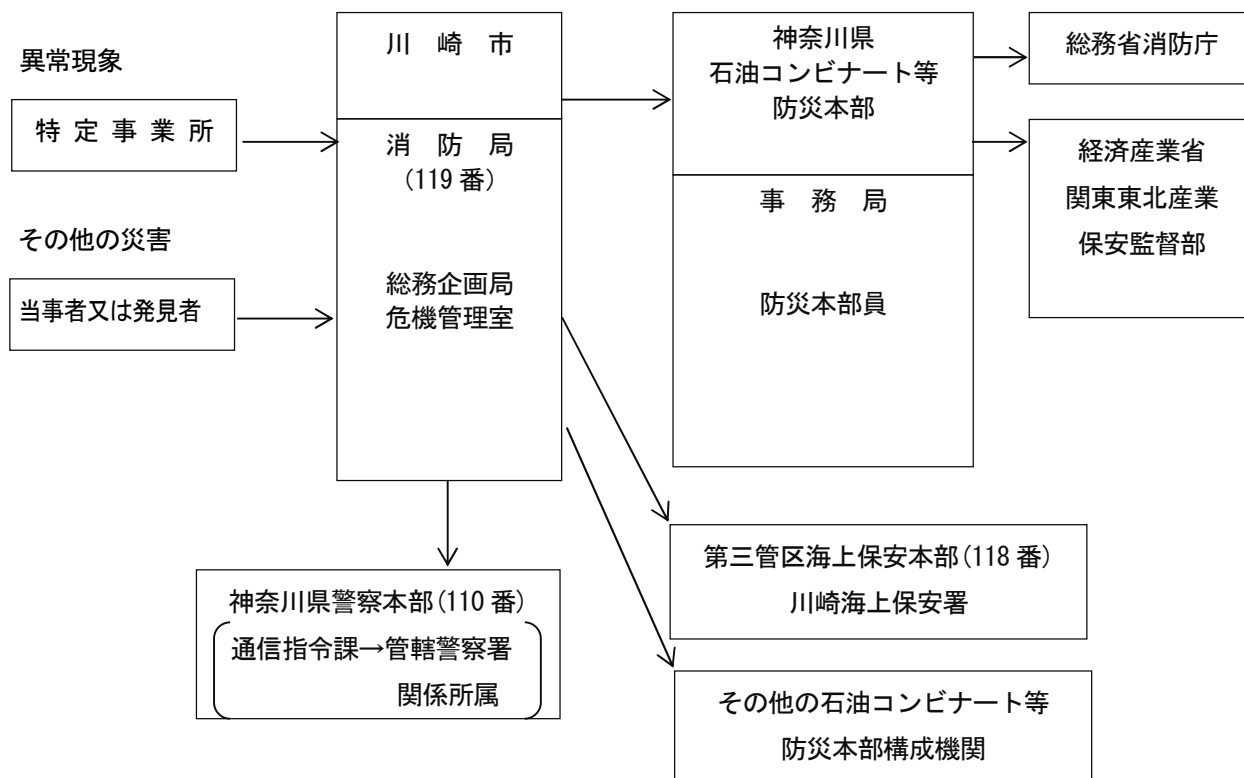 異常現象
特 定 事 業 所
その他の災害
当事者又は発見者
川 崎 市
消 防 局
(119 番)
総務企画局
危機管理室
神奈川県
石油コンビナート等
防災本部
事 務 局
防災本部員
総務省消防庁
経済産業省
関東東北産業
保安監督部
神奈川県警察本部(110 番)
通信指令課→管轄警察署
関係所属
第三管区海上保安本部(118 番)
川崎海上保安署
その他の石油コンビナート等
防災本部構成機関